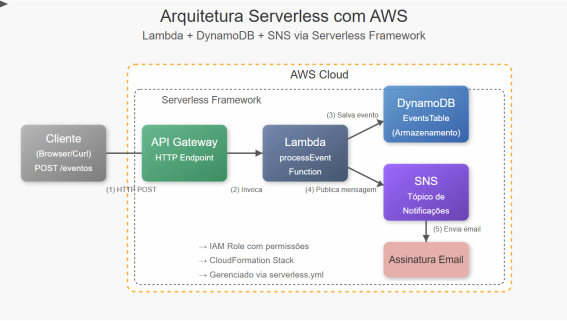 Arquitetura Serverless com AWS
Lambda + DynamoDB + SNS via Serverless Framework
AWS Cloud
Serverless Framework
Cliente
(Browser/Curl)
POST /eventos
(1) HTTP POST
API Gateway
HTTP Endpoint
(2) Invoca
Lambda
processEvent
Function
(3) Salva evento
DynamoDB
EventsTable
(Armazenamento)
(4) Publica mensagem
SNS
Tópico de
Notificações
(5) Envia email
Assinatura Email
→ IAM Role com permissões
→ CloudFormation Stack
→ Gerenciado via serverless.yml